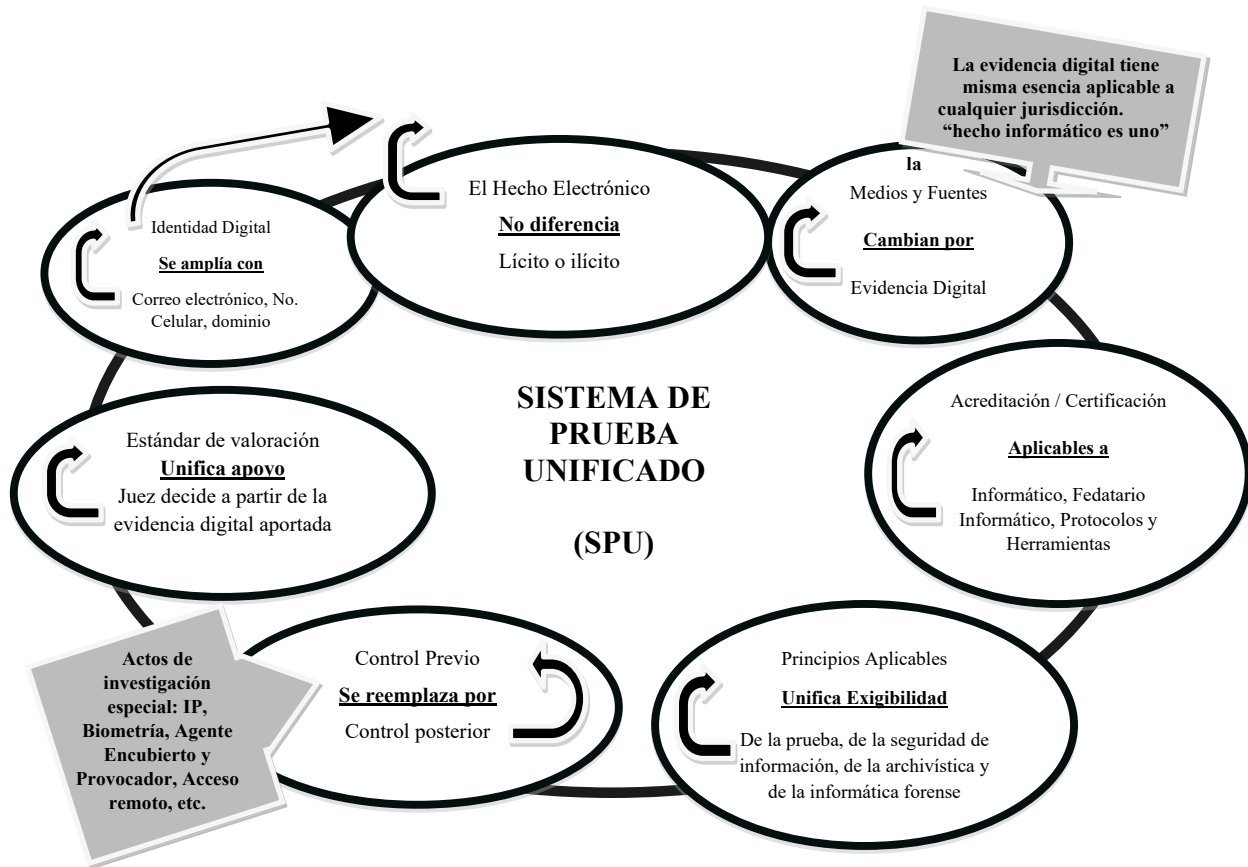 La evidencia digital tiene
la
misma esencia aplicable a
cualquier jurisdicción.
“hecho informático es uno”
El Hecho Electrónico
No diferencia
Lícito o ilícito
Medios y Fuentes
Cambian por
Evidencia Digital
Acreditación / Certificación
Aplicables a
Informático, Fedatario
Informático, Protocolos y
Herramientas
Principios Aplicables
Unifica Exigibilidad
De la prueba, de la seguridad de
información, de la archivística y
de la informática forense
Control Previo
Se reemplaza por
Control posterior
Actos de
investigación
especial: IP,
Biometría, Agente
Encubierto y
Provocador, Acceso
remoto, etc.
Estándar de valoración
Unifica apoyo
Juez decide a partir de la
evidencia digital aportada
Identidad Digital
Se amplía con
Correo electrónico, No.
Celular, dominio
SISTEMA DE
PRUEBA
UNIFICADO
(SPU)